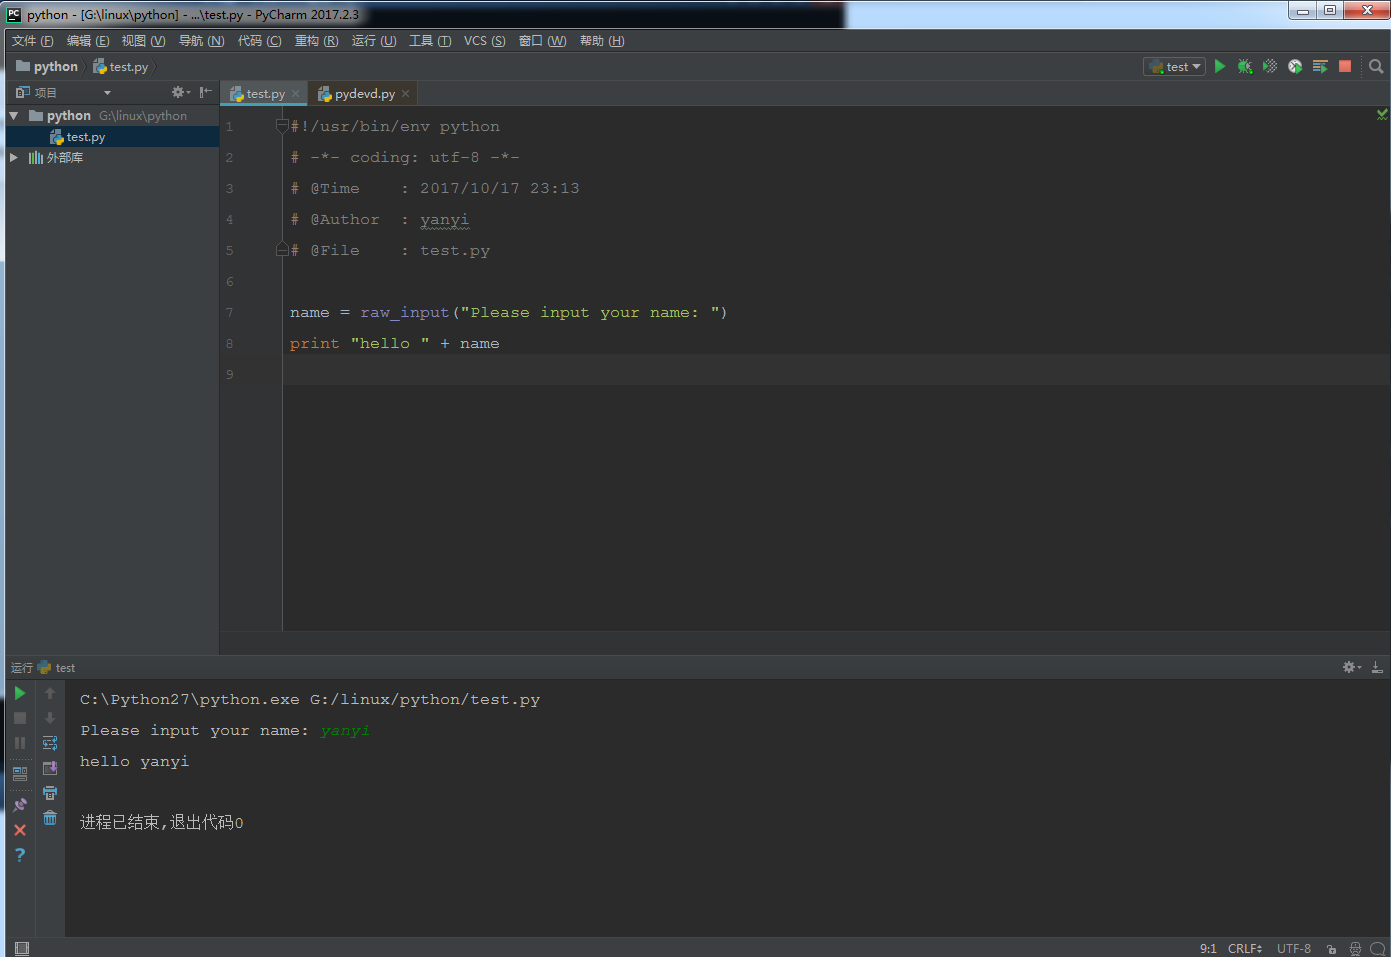 python - [G:\linux\python] - ...\test.py - PyCharm 2017.2.3
文件 (F) 编辑 (E) 视图 (V) 导航 (N) 代码 (C) 重构 (R) 运行 (U) 工具 (T) VCS (S) 窗口 (W) 帮助 (H)
python test.py test
项目 test.py pydevd.py
python G:\linux\python
test.py
外部库
1 #!/usr/bin/env python
2 # -*- coding: utf-8 -*-
3 # @Time    : 2017/10/17 23:13
4 # @Author  : yanyi
5 # @File    : test.py
6
7 name = raw_input("Please input your name: ")
8 print "hello " + name
9
运行 test
C:\Python27\python.exe G:/linux/python/test.py
Please input your name: yanyi
hello yanyi
进程已结束,退出代码0
9:1 CRLF UTF-8